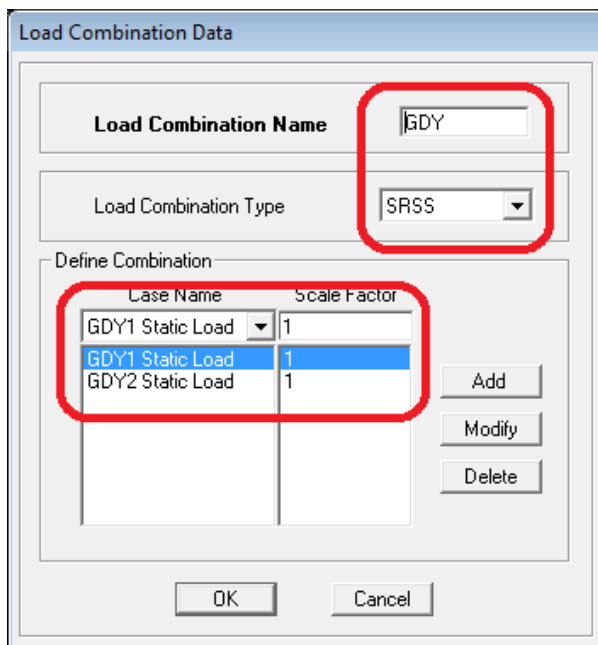 Load Combination Data
Load Combination Name GDY
Load Combination Type SRSS
Define Combination
Case Name Scale Factor
GDY1 Static Load 1
GDY1 Static Load 1
GDY2 Static Load 1
Add
Modify
Delete
OK Cancel